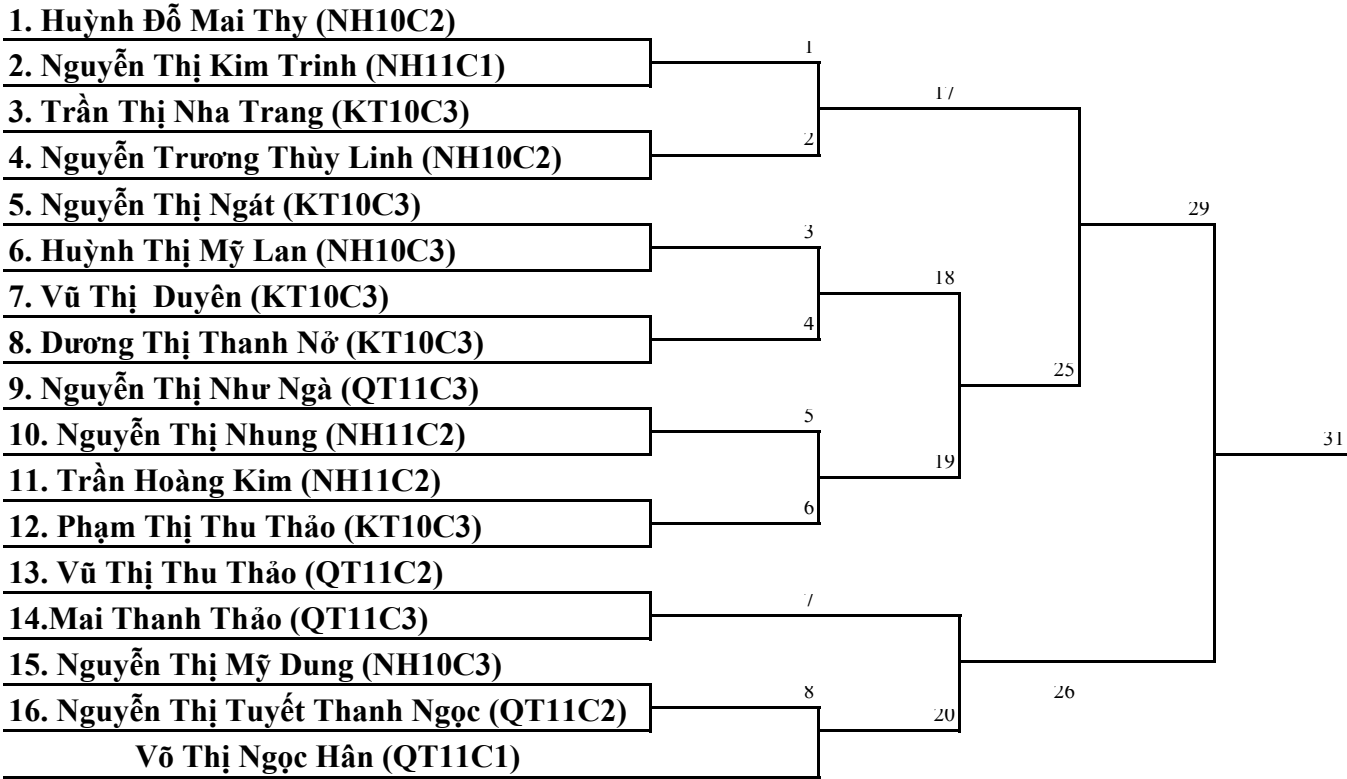 1. Huỳnh Đỗ Mai Thy (NH10C2)
1
2. Nguyễn Thị Kim Trinh (NH11C1)
17
3. Trần Thị Nha Trang (KT10C3)
2
4. Nguyễn Trương Thùy Linh (NH10C2)
5. Nguyễn Thị Ngát (KT10C3)
29
3
6. Huỳnh Thị Mỹ Lan (NH10C3)
18
7. Vũ Thị Duyên (KT10C3)
4
8. Dương Thị Thanh Nở (KT10C3)
25
9. Nguyễn Thị Như Ngà (QT11C3)
5
10. Nguyễn Thị Nhung (NH11C2)
31
19
11. Trần Hoàng Kim (NH11C2)
6
12. Phạm Thị Thu Thảo (KT10C3)
13. Vũ Thị Thu Thảo (QT11C2)
7
14.Mai Thanh Thảo (QT11C3)
15. Nguyễn Thị Mỹ Dung (NH10C3)
8
26
16. Nguyễn Thị Tuyết Thanh Ngọc (QT11C2)
20
Võ Thị Ngọc Hân (QT11C1)